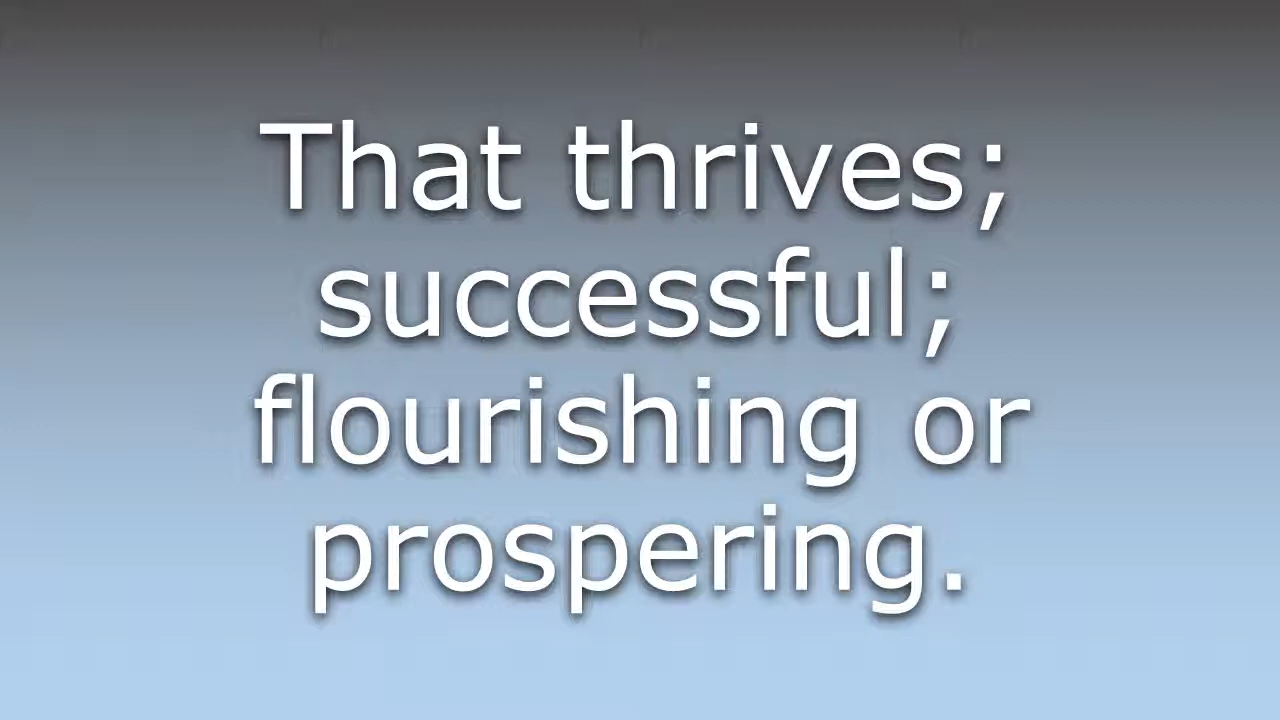 That thrives;
successful;
flourishing or
prospering.